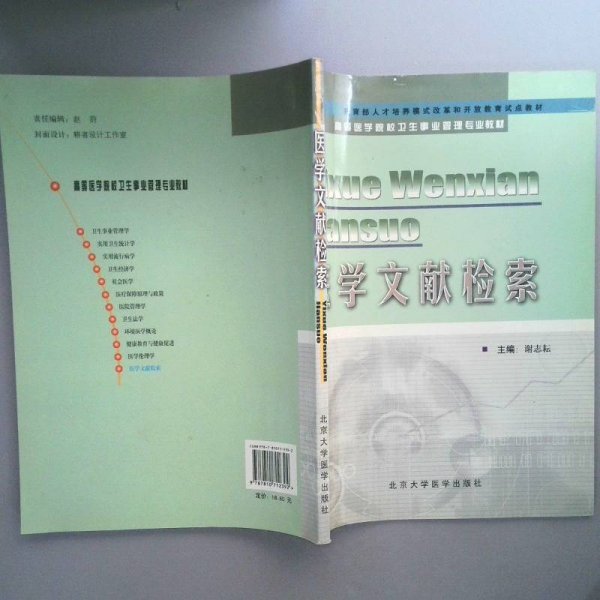 责任编辑：赵 莳
封面设计：精睿设计工作室
高等医学院校卫生事业管理专业教材
卫生事业管理学
实用卫生统计学
实用流行病学
卫生经济学
社会医学
医疗保障原理与政策
医院管理学
卫生法学
环境医学概论
健康教育与健康促进
医学伦理学
医学文献检索
定价：18.60 元
医学文献检索
Yixue Wenxian
Jiansuo
北京大学医学出版社
育部人才培养模式改革和开放教育试点教材
高等医学院校卫生事业管理专业教材
ixue Wenxian
iansuo
学文献检索
主编 谢志耘
北京大学医学出版社